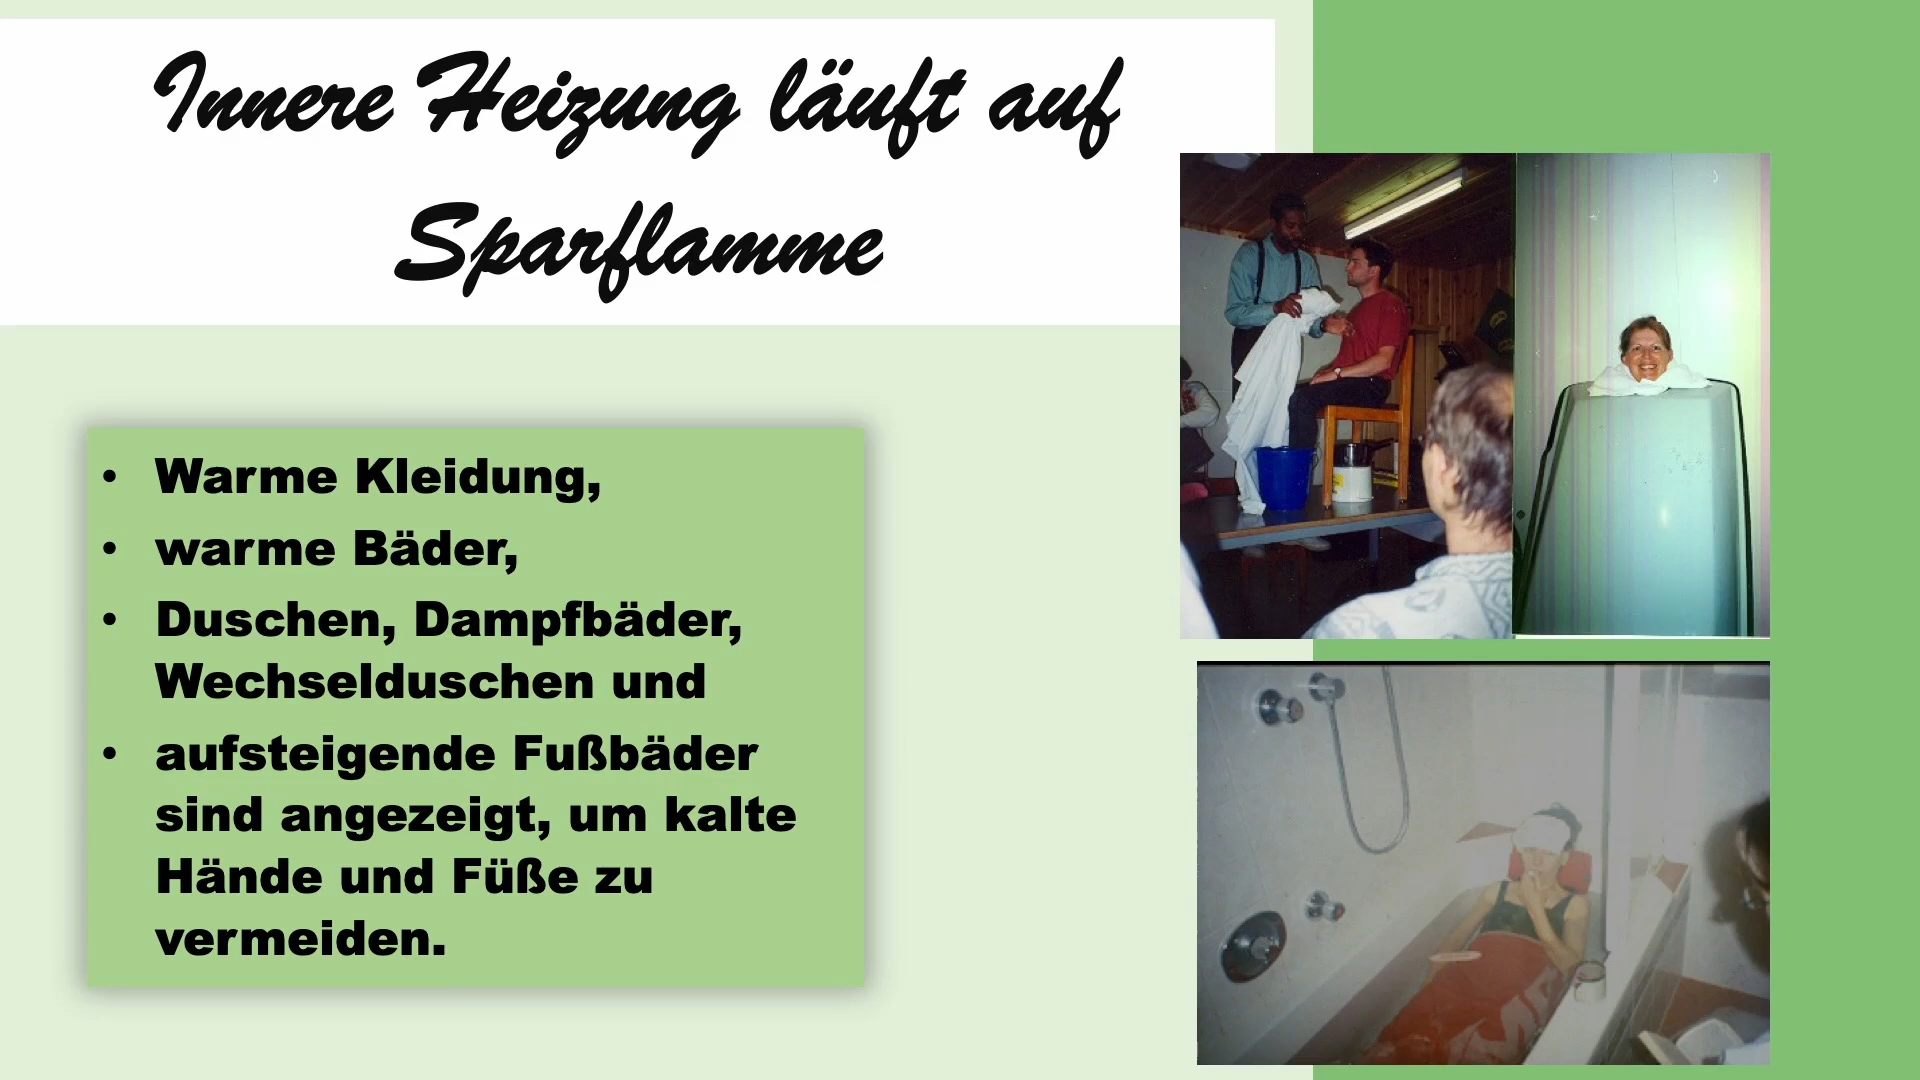 Innere Heizung läuft auf
Sparflamme
• Warme Kleidung,
• warme Bäder,
• Duschen, Dampfbäder,
Wechselduschen und
• aufsteigende Fußbäder
sind angezeigt, um kalte
Hände und Füße zu
vermeiden.